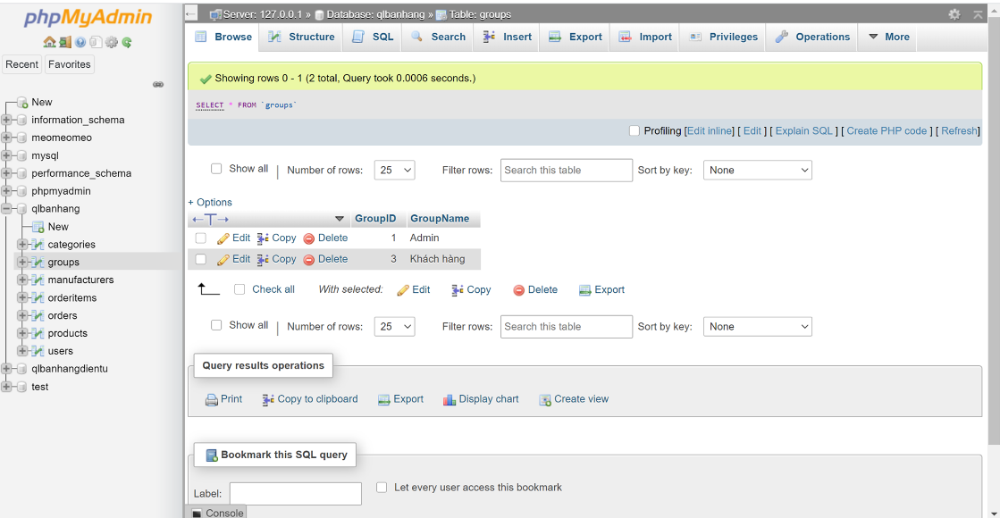 phpMyAdmin
Recent Favorites
New
information_schema
meomeomeo
mysql
performance_schema
phpmyadmin
qlbanhang
New
categories
groups
manufacturers
orderitems
orders
products
users
qlbanhangdientu
test
Server: 127.0.0.1 » Database: qlbanhang » Table: groups
Browse Structure SQL Search Insert Export Import Privileges Operations More
Showing rows 0 - 1 (2 total, Query took 0.0006 seconds.)
SELECT * FROM `groups`
Profiling [Edit inline] [ Edit ] [ Explain SQL ] [ Create PHP code ] [ Refresh]
Show all | Number of rows: 25 Filter rows: Search this table Sort by key: None
+ Options
←T→ GroupID GroupName
Edit Copy Delete 1 Admin
Edit Copy Delete 3 Khách hàng
Check all With selected: Edit Copy Delete Export
Show all | Number of rows: 25 Filter rows: Search this table Sort by key: None
Query results operations
Print Copy to clipboard Export Display chart Create view
Bookmark this SQL query
Label: Let every user access this bookmark
Console